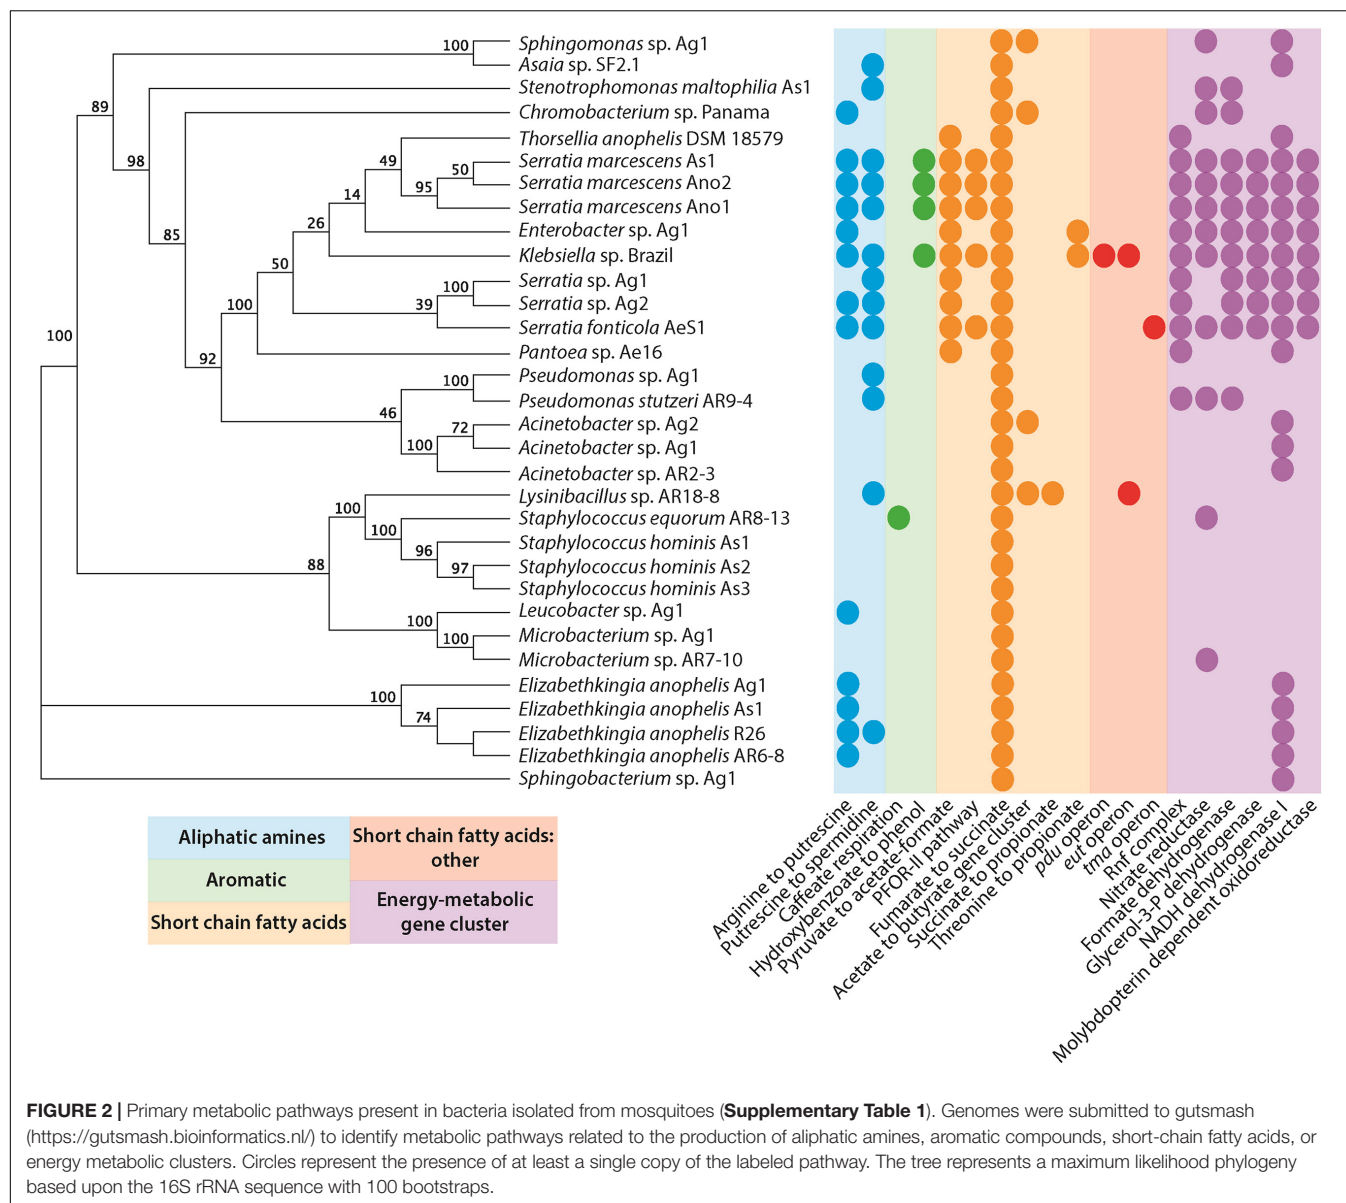 100
Sphingomonas sp. Ag1
Asaia sp. SF2.1
89
Stenotrophomonas maltophilia As1
98
Chromobacterium sp. Panama
Thorsellia anophelis DSM 18579
49
Serratia marcescens As1
50
Serratia marcescens Ano2
95
14
Serratia marcescens Ano1
26
Enterobacter sp. Ag1
85
Klebsiella sp. Brazil
50
Serratia sp. Ag1
100
Serratia sp. Ag2
100
39
Serratia fonticola AeS1
100
Pantoea sp. Ae16
92
Pseudomonas sp. Ag1
100
Pseudomonas stutzeri AR9-4
46
Acinetobacter sp. Ag2
72
Acinetobacter sp. Ag1
100
Acinetobacter sp. AR2-3
Lysinibacillus sp. AR18-8
100
Staphylococcus equorum AR8-13
100
Staphylococcus hominis As1
96
Staphylococcus hominis As2
97
88
Staphylococcus hominis As3
Leucobacter sp. Ag1
100
Microbacterium sp. Ag1
100
Microbacterium sp. AR7-10
Elizabethkingia anophelis Ag1
100
Elizabethkingia anophelis As1
74
Elizabethkingia anophelis R26
Elizabethkingia anophelis AR6-8
Sphingobacterium sp. Ag1
Arginine to putrescine
Putrescine to spermidine
Caffeate respiration
Hydroxybenzoate to phenol
Pyruvate to acetate-formate
PFOR-II pathway
Fumarate to succinate
Acetate to butyrate gene cluster
Succinate to propionate
Threonine to propionate
pdu operon
eut operon
tma operon
Rnf complex
Nitrate reductase
Formate dehydrogenase
Glycerol-3-P dehydrogenase
NADH dehydrogenase I
Molybdopterin dependent oxidoreductase
Aliphatic amines
Aromatic
Short chain fatty acids
Short chain fatty acids:
other
Energy-metabolic
gene cluster
FIGURE 2 | Primary metabolic pathways present in bacteria isolated from mosquitoes (Supplementary Table 1). Genomes were submitted to gutsmash
(https://gutsmash.bioinformatics.nl/) to identify metabolic pathways related to the production of aliphatic amines, aromatic compounds, short-chain fatty acids, or
energy metabolic clusters. Circles represent the presence of at least a single copy of the labeled pathway. The tree represents a maximum likelihood phylogeny
based upon the 16S rRNA sequence with 100 bootstraps.